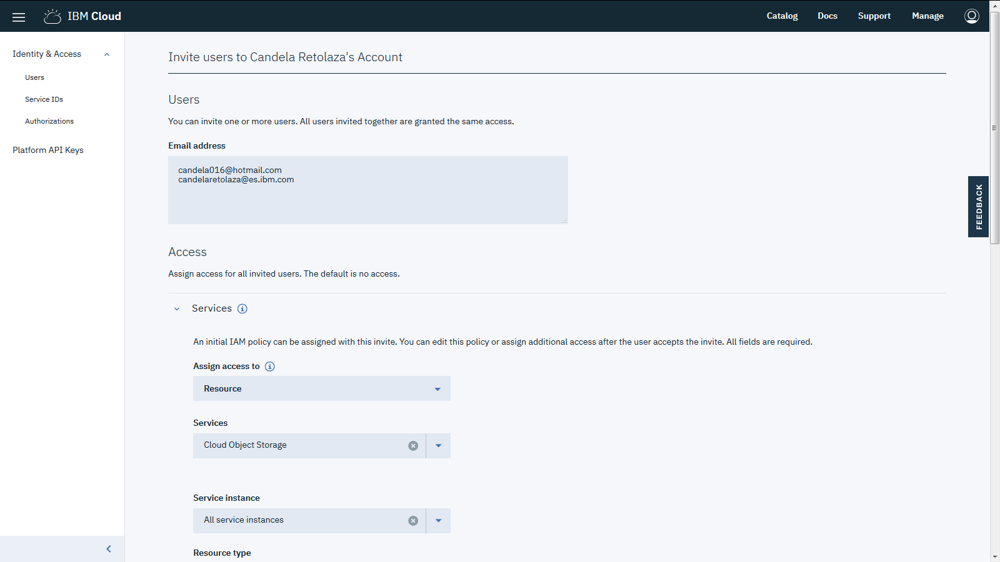 IBM Cloud
Catalog
Docs
Support
Manage
Identity & Access
Users
Service IDs
Authorizations
Platform API Keys
Invite users to Candela Retolaza's Account
Users
You can invite one or more users. All users invited together are granted the same access.
Email address
candela016@hotmail.com
candelaretolaza@es.ibm.com
FEEDBACK
Access
Assign access for all invited users. The default is no access.
Services
An initial IAM policy can be assigned with this invite. You can edit this policy or assign additional access after the user accepts the invite. All fields are required.
Assign access to
Resource
Services
Cloud Object Storage
Service instance
All service instances
Resource type